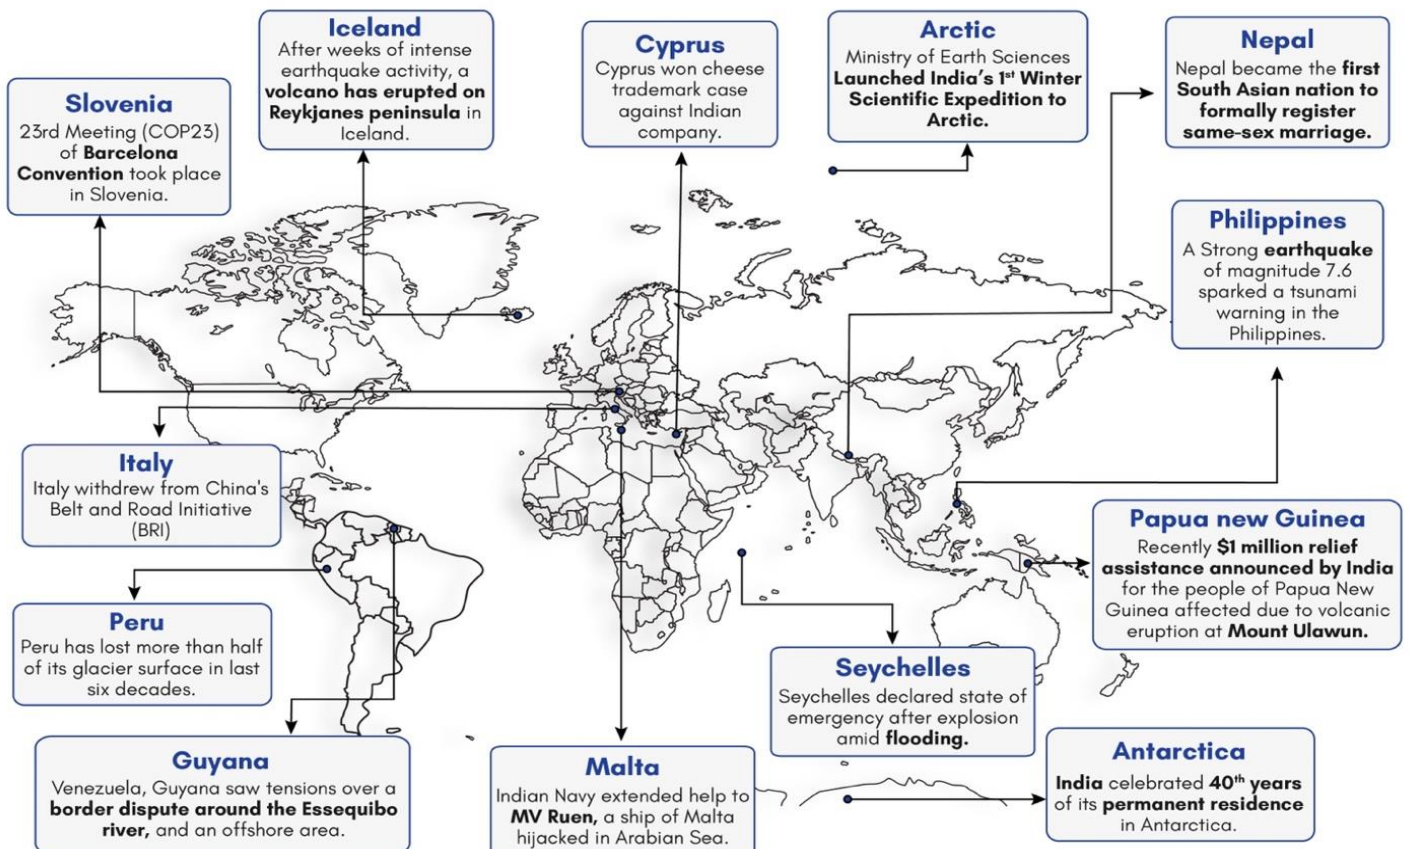 Iceland
After weeks of intense
earthquake activity, a
volcano has erupted on
Reykjanes peninsula in
Iceland.
Cyprus
Cyprus won cheese
trademark case
against Indian
company.
Arctic
Ministry of Earth Sciences
Launched India's 1st Winter
Scientific Expedition to
Arctic.
Nepal
Nepal became the first
South Asian nation to
formally register
same-sex marriage.
Slovenia
23rd Meeting (COP23)
of Barcelona
Convention took place
in Slovenia.
Philippines
A Strong earthquake
of magnitude 7.6
sparked a tsunami
warning in the
Philippines.
Italy
Italy withdrew from China's
Belt and Road Initiative
(BRI)
Papua new Guinea
Recently $1 million relief
assistance announced by India
for the people of Papua New
Guinea affected due to volcanic
eruption at Mount Ulawun.
Peru
Peru has lost more than half
of its glacier surface in last
six decades.
Seychelles
Seychelles declared state of
emergency after explosion
amid flooding.
Guyana
Venezuela, Guyana saw tensions over a
border dispute around the Essequibo
river, and an offshore area.
Malta
Indian Navy extended help to
MV Ruen, a ship of Malta
hijacked in Arabian Sea.
Antarctica
India celebrated 40th years
of its permanent residence
in Antarctica.